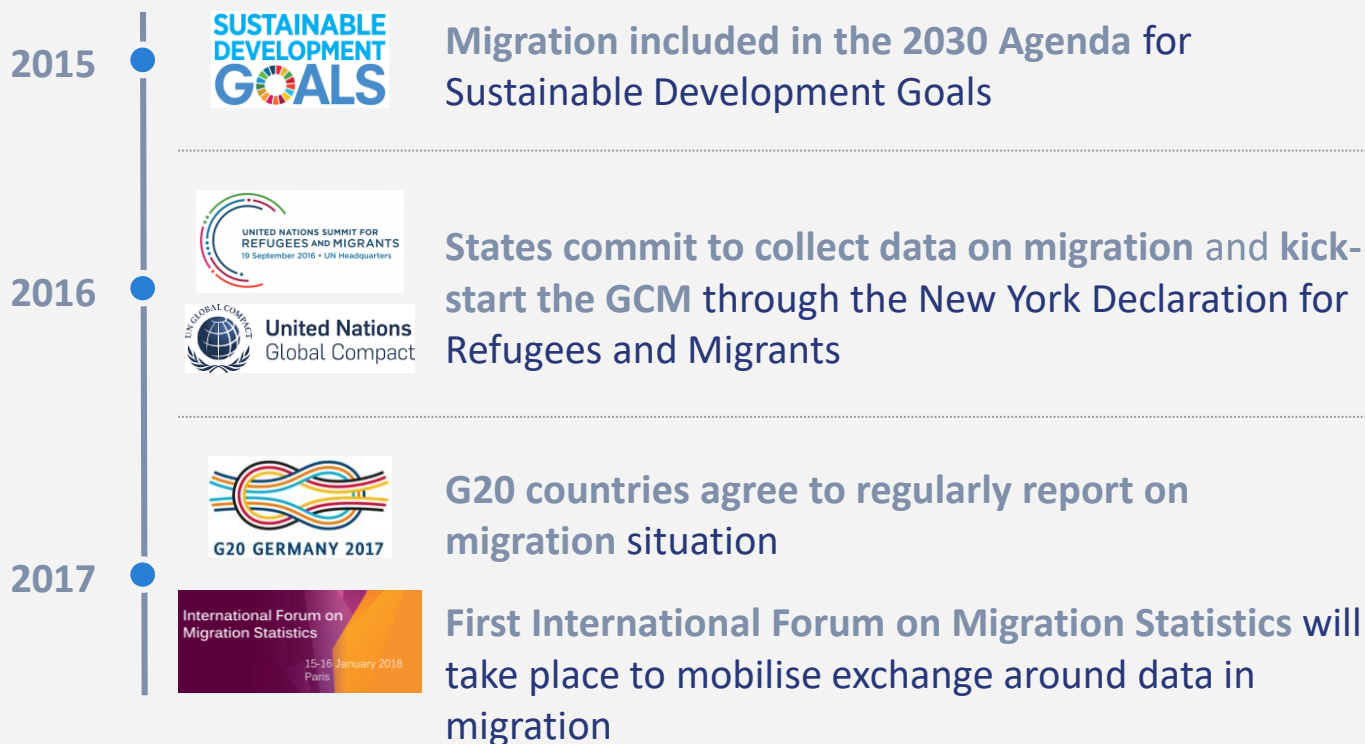 2015
SUSTAINABLE
DEVELOPMENT
GOALS
Migration included in the 2030 Agenda for
Sustainable Development Goals
2016
UNITED NATIONS SUMMIT FOR
REFUGEES AND MIGRANTS
19 September 2016 • UN Headquarters
UN GLOBAL COMPACT
United Nations
Global Compact
States commit to collect data on migration and kick-
start the GCM through the New York Declaration for
Refugees and Migrants
2017
G20 GERMANY 2017
G20 countries agree to regularly report on
migration situation
International Forum on
Migration Statistics
15-16 January 2018
Paris
First International Forum on Migration Statistics will
take place to mobilise exchange around data in
migration